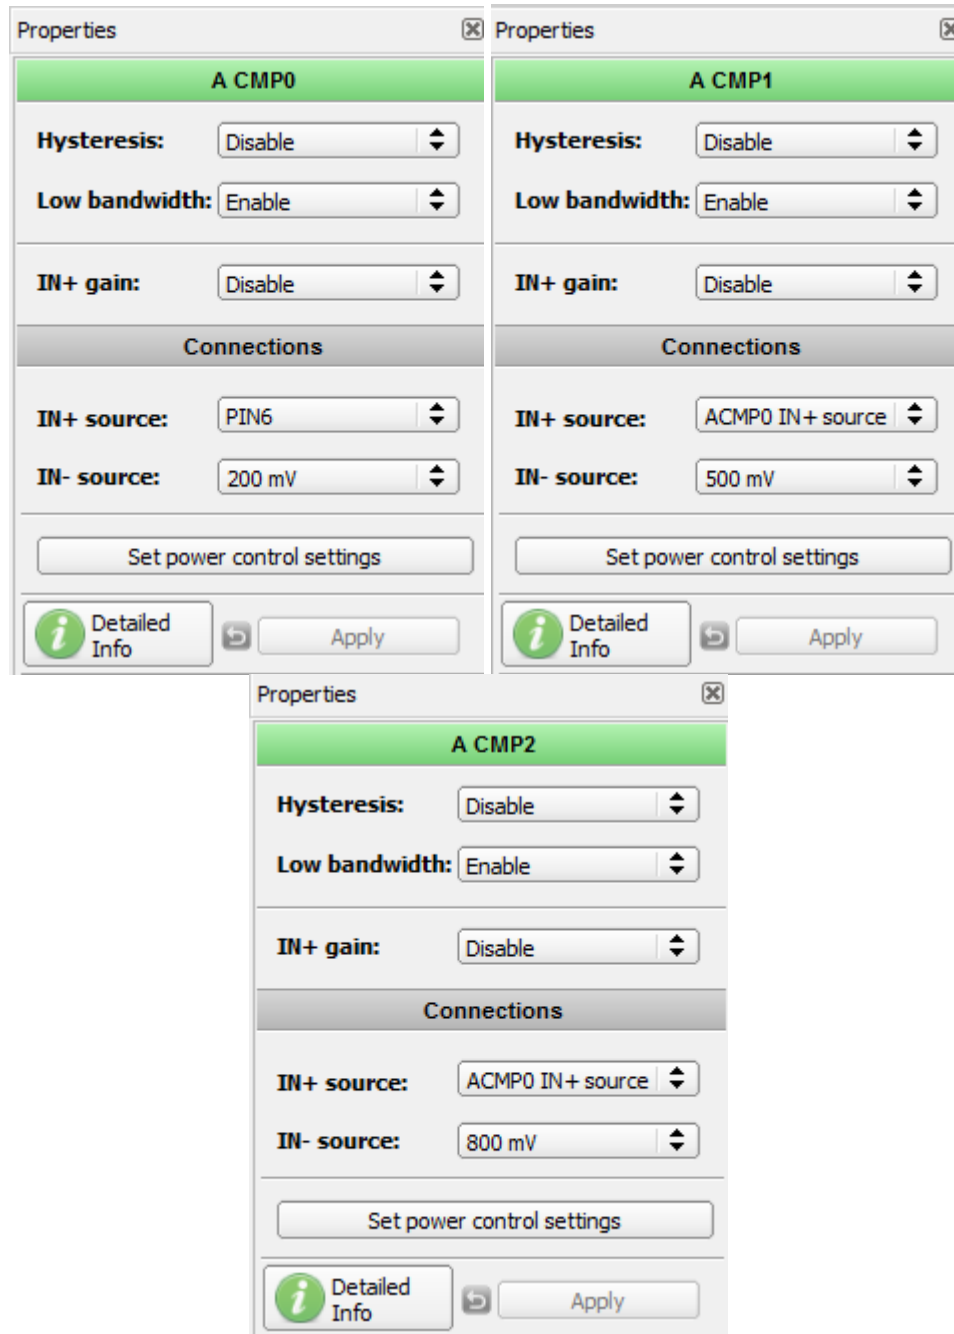 Properties
A CMP0
Hysteresis: Disable
Low bandwidth: Enable
IN+ gain: Disable
Connections
IN+ source: PIN6
IN- source: 200 mV
Set power control settings
Detailed Info
Apply
Properties
A CMP1
Hysteresis: Disable
Low bandwidth: Enable
IN+ gain: Disable
Connections
IN+ source: ACMP0 IN+ source
IN- source: 500 mV
Set power control settings
Detailed Info
Apply
Properties
A CMP2
Hysteresis: Disable
Low bandwidth: Enable
IN+ gain: Disable
Connections
IN+ source: ACMP0 IN+ source
IN- source: 800 mV
Set power control settings
Detailed Info
Apply